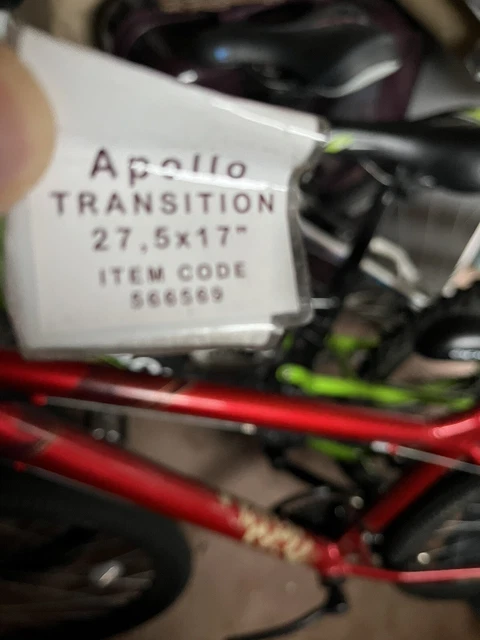 Apollo
TRANSITION
27,5x17"
ITEM CODE
566569